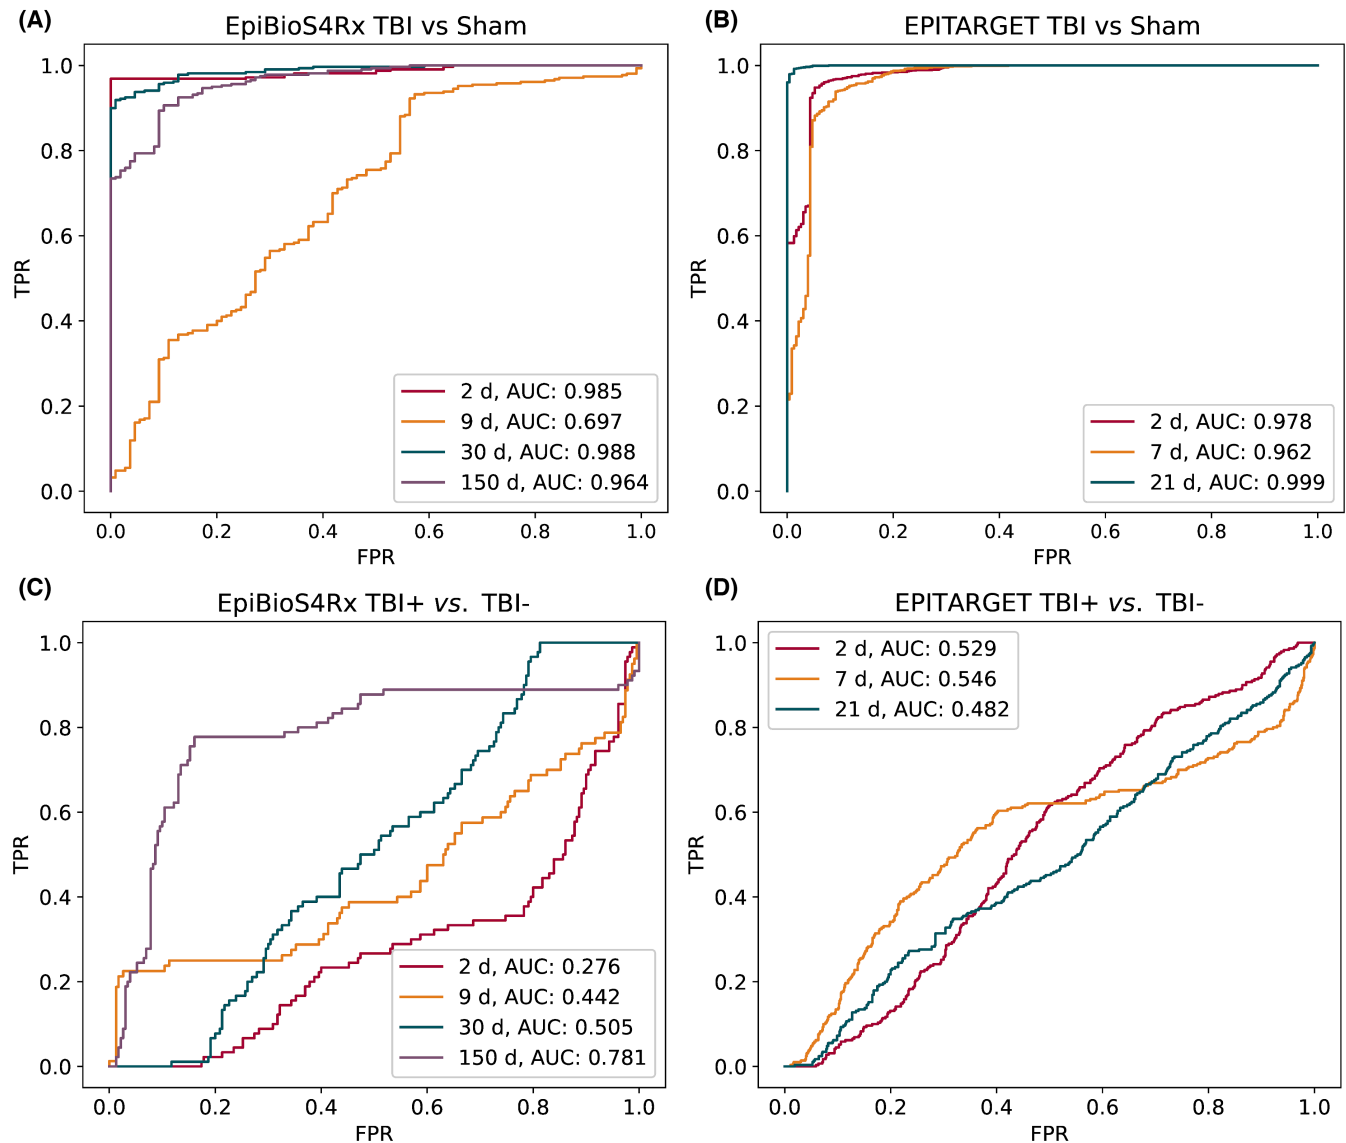 (A)
EpiBioS4Rx TBI vs Sham
1.0
0.8
0.6
0.4
0.2
0.0
TPR
0.0 0.2 0.4 0.6 0.8 1.0
FPR
2 d, AUC: 0.985
9 d, AUC: 0.697
30 d, AUC: 0.988
150 d, AUC: 0.964
(B)
EPITARGET TBI vs Sham
1.0
0.8
0.6
0.4
0.2
0.0
TPR
0.0 0.2 0.4 0.6 0.8 1.0
FPR
2 d, AUC: 0.978
7 d, AUC: 0.962
21 d, AUC: 0.999
(C)
EpiBioS4Rx TBI+ vs. TBI-
1.0
0.8
0.6
0.4
0.2
0.0
TPR
0.0 0.2 0.4 0.6 0.8 1.0
FPR
2 d, AUC: 0.276
9 d, AUC: 0.442
30 d, AUC: 0.505
150 d, AUC: 0.781
(D)
EPITARGET TBI+ vs. TBI-
1.0
0.8
0.6
0.4
0.2
0.0
TPR
0.0 0.2 0.4 0.6 0.8 1.0
FPR
2 d, AUC: 0.529
7 d, AUC: 0.546
21 d, AUC: 0.482